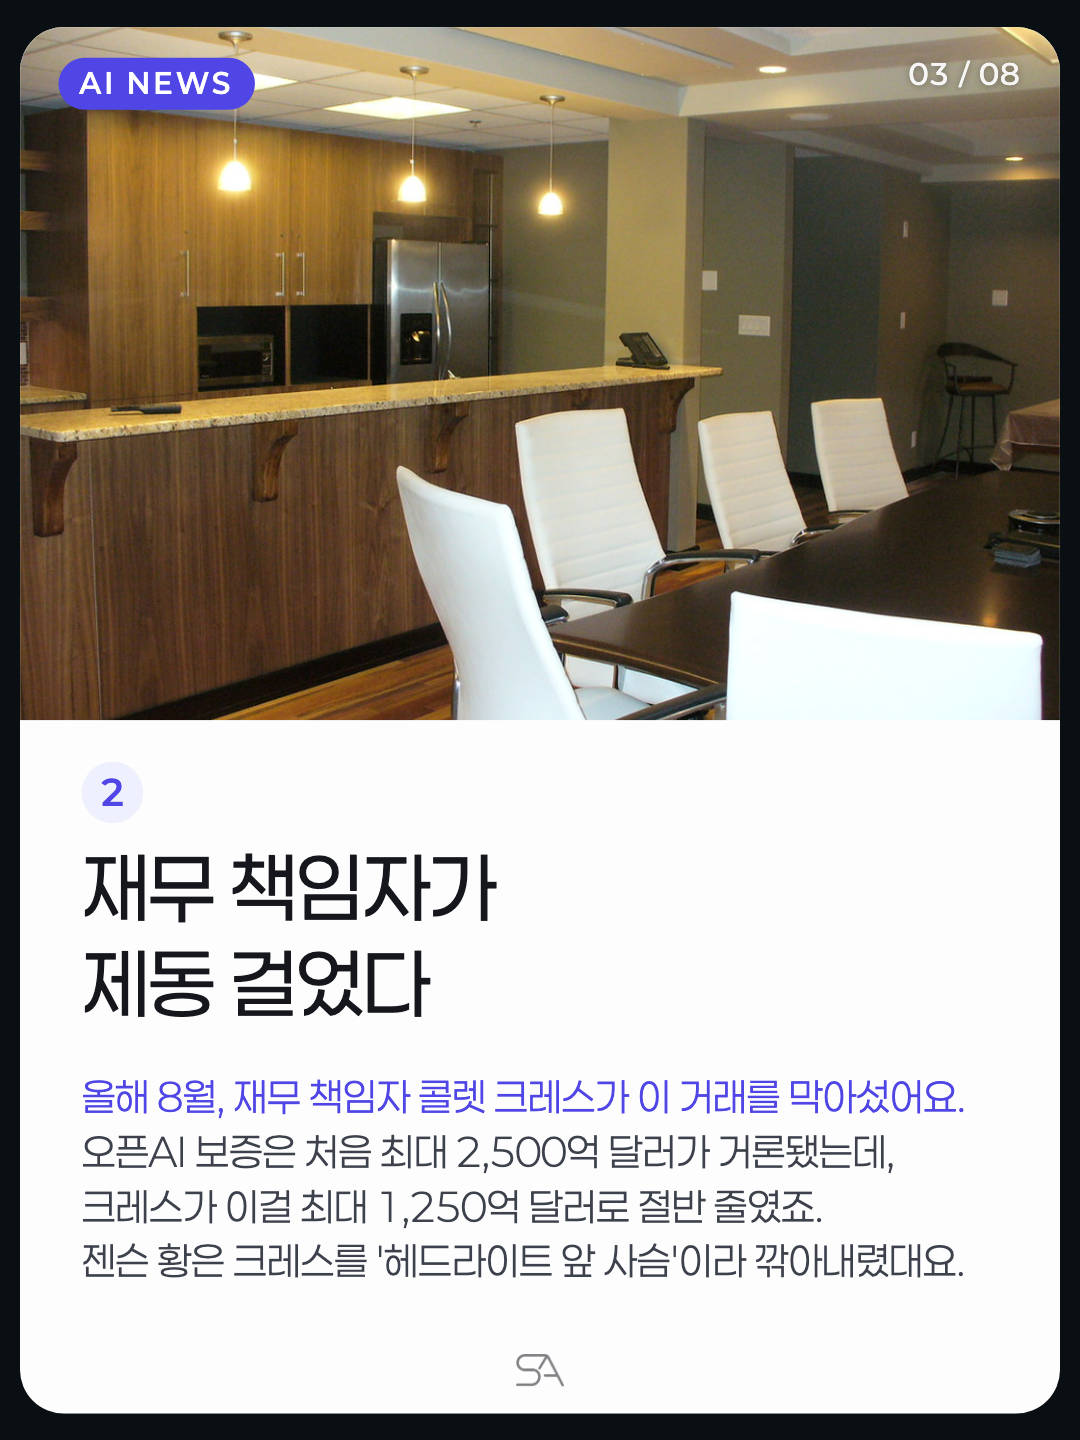 AI NEWS
03 / 08
2
재무 책임자가
제동 걸었다
올해 8월, 재무 책임자 콜렛 크레스가 이 거래를 막아섰어요.
오픈AI 보증은 처음 최대 2,500억 달러가 거론됐는데,
크레스가 이걸 최대 1,250억 달러로 절반 줄였죠.
젠슨 황은 크레스를 '헤드라이트 앞 사슴'이라 깎아내렸대요.
SA